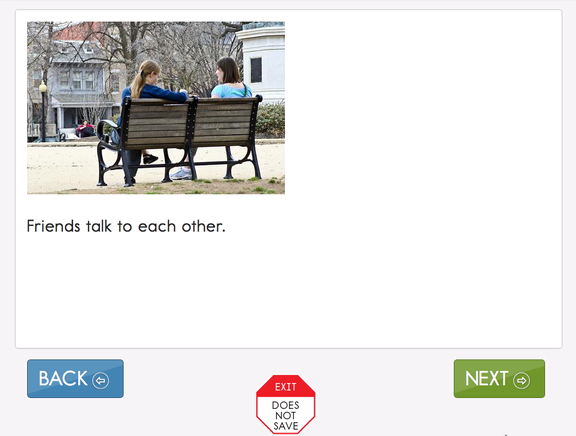 Friends talk to each other.
BACK
NEXT
EXIT
DOES
NOT
SAVE